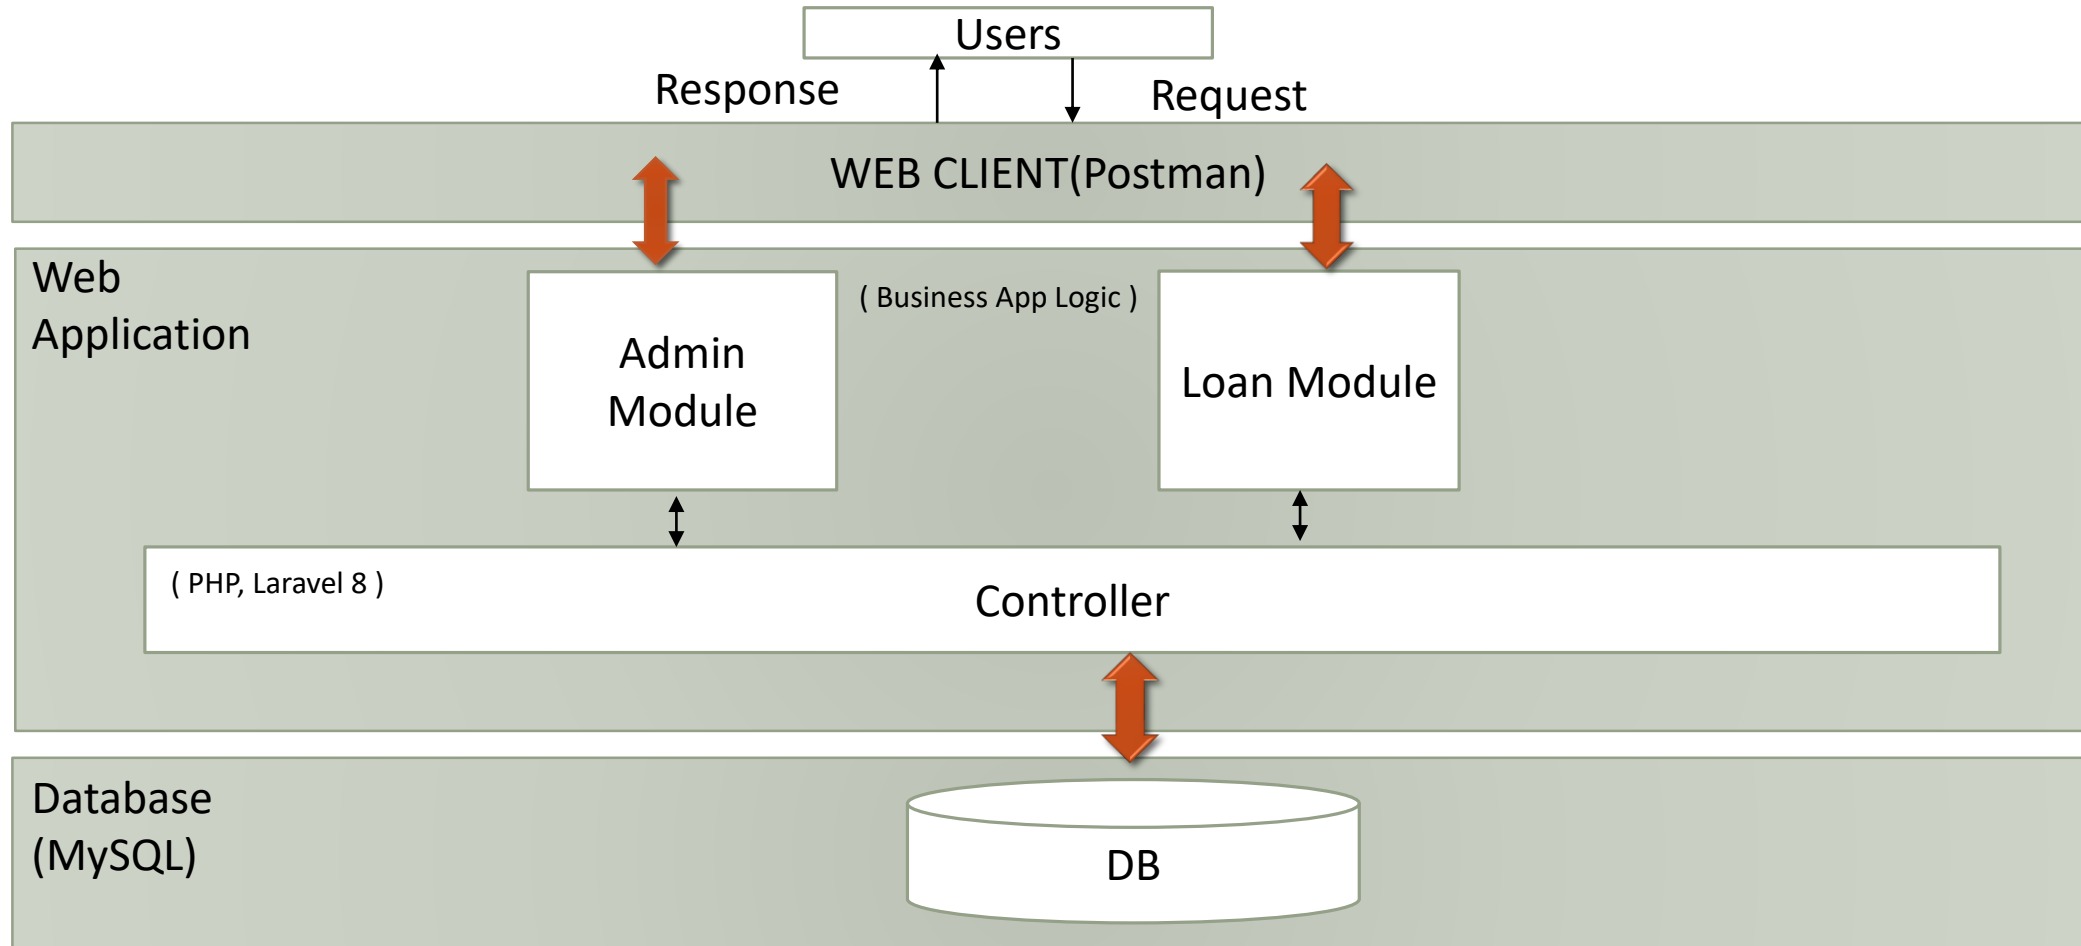 Users
Response
Request
WEB CLIENT(Postman)
Web
Application
( Business App Logic )
Admin
Module
Loan Module
( PHP, Laravel 8 )
Controller
Database
(MySQL)
DB